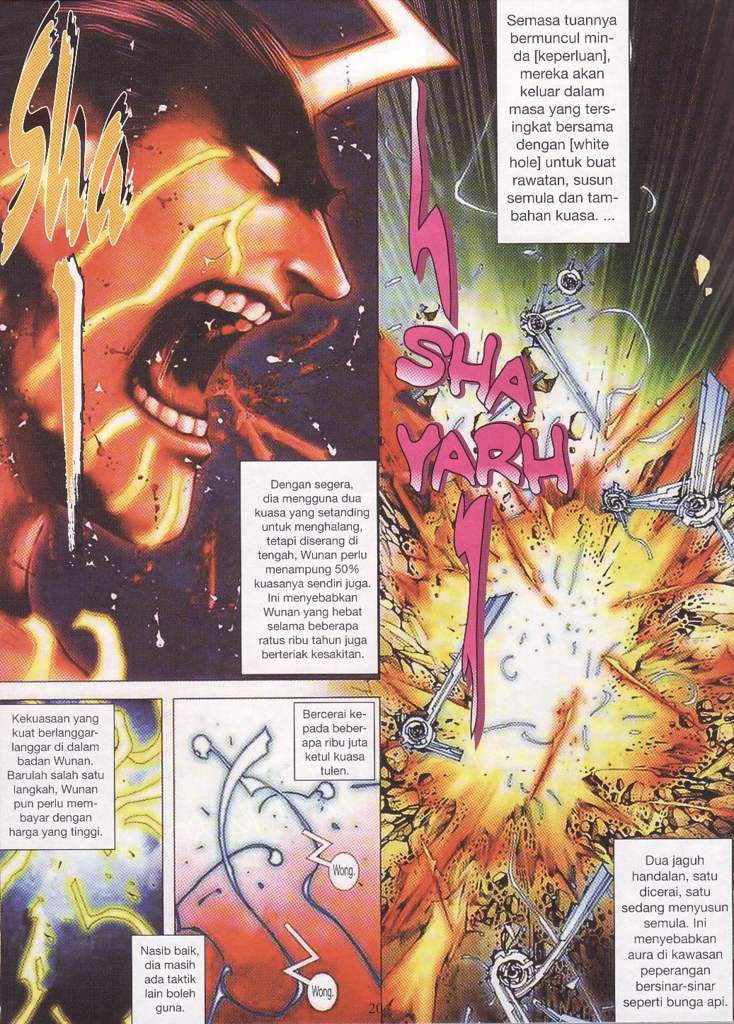 Sha
Semasa tuannya
bermuncul min-
da [keperluan],
mereka akan
keluar dalam
masa yang ters-
ingkat bersama
dengan [white
hole] untuk buat
rawatan, susun
semula dan tam-
bahan kuasa. ...
SHA
YARH
Dengan segera,
dia mengguna dua
kuasa yang setanding
untuk menghalang,
tetapi diserang di
tengah, Wunan perlu
menampung 50%
kuasanya sendiri juga.
Ini menyebabkan
Wunan yang hebat
selama beberapa
ratus ribu tahun juga
berteriak kesakitan.
Kekuasaan yang
kuat berlanggar-
langgar di dalam
badan Wunan.
Barulah salah satu
langkah, Wunan
pun perlu mem-
bayar dengan
harga yang tinggi.
Nasib baik,
dia masih
ada taktik
lain boleh
guna.
Bercerai ke-
pada beber-
apa ribu juta
ketul kuasa
tulen.
Wong.
Wong.
Dua jaguh
handalan, satu
dicerai, satu
sedang menyusun
semula. Ini
menyebabkan
aura di kawasan
peperangan
bersinar-sinar
seperti bunga api.